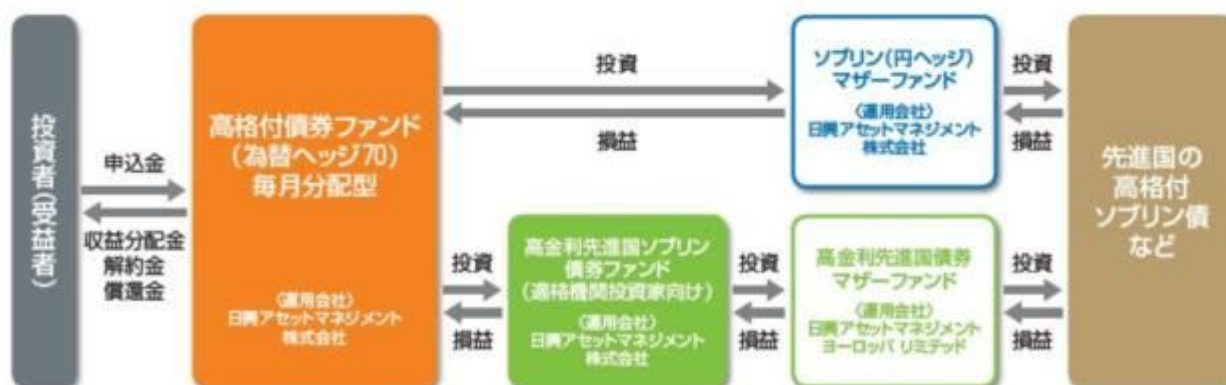 投資者(受益者)
申込金
収益分配金
解約金
償還金
高格付債券ファンド
(為替ヘッジ70)
毎月分配型
〈運用会社〉
日興アセットマネジメント
株式会社
投資
損益
ソブリン(円ヘッジ)
マザーファンド
〈運用会社〉
日興アセットマネジメント
株式会社
投資
損益
投資
損益
高金利先進国ソブリン
債券ファンド
(適格機関投資家向け)
〈運用会社〉
日興アセットマネジメント
株式会社
投資
損益
高金利先進国債券
マザーファンド
〈運用会社〉
日興アセットマネジメント
ヨーロッパ リミテッド
投資
損益
先進国の
高格付
ソブリン債
など